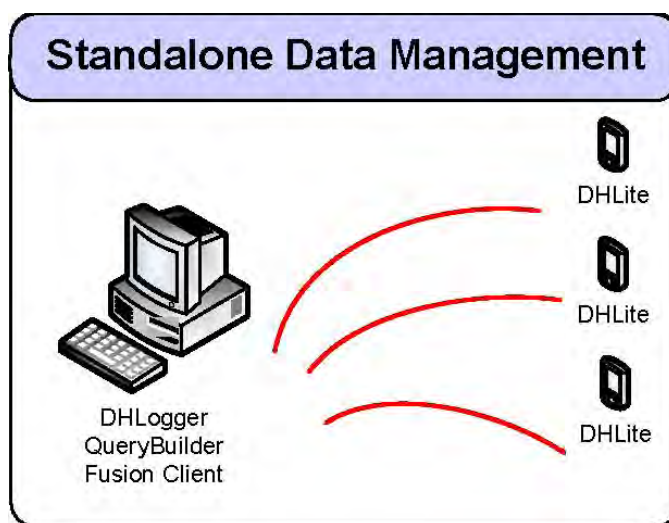 Standalone Data Management
DHLite
DHLite
DHLite
DHLogger
QueryBuilder
Fusion Client